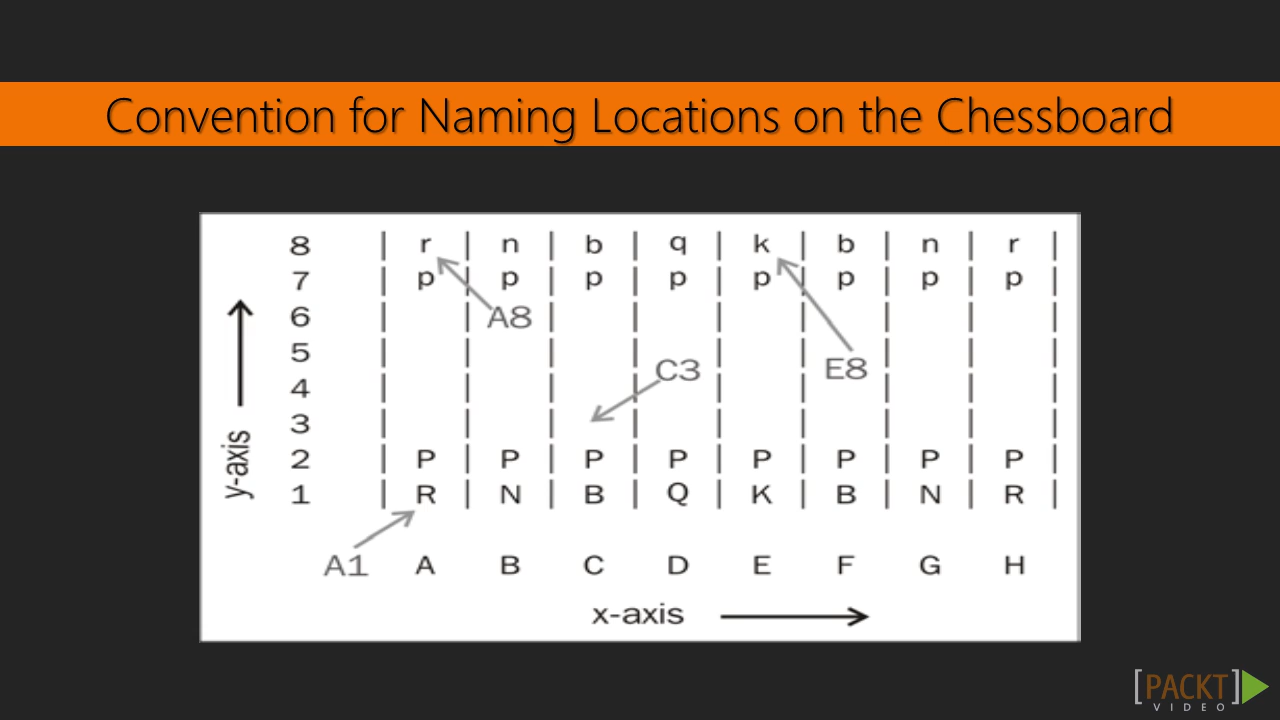 Convention for Naming Locations on the Chessboard
8 | r | n | b | q | k | b | n | r |
7 | p | p | p | p | p | p | p | p |
6 | | | | | | | | |
A8
5 | | | | | | | | |
C3
E8
4 | | | | | | | | |
3 | | | | | | | | |
2 | P | P | P | P | P | P | P | P |
1 | R | N | B | Q | K | B | N | R |
y-axis
A1 A B C D E F G H
x-axis
[PACKT]
VIDEO